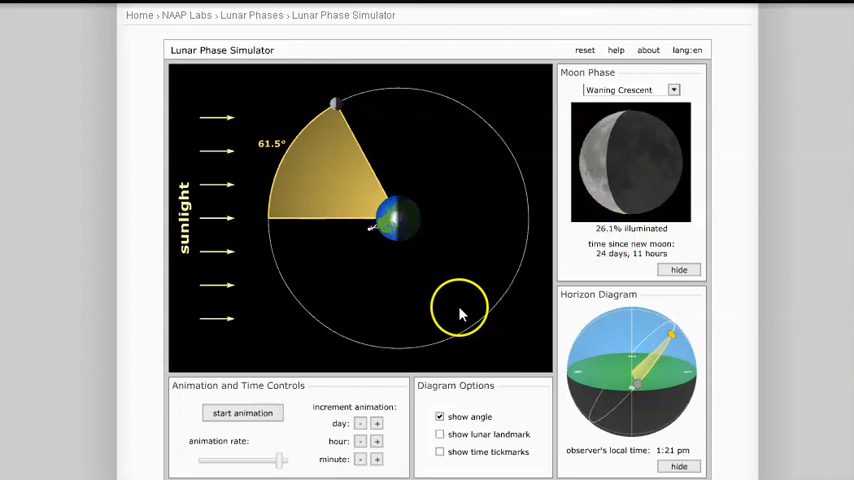 Home › NAAP Labs › Lunar Phases › Lunar Phase Simulator
Lunar Phase Simulator
reset help about lang:en
sunlight
61.5°
Moon Phase
Waning Crescent
26.1% illuminated
time since new moon:
24 days, 11 hours
hide
Horizon Diagram
observer's local time: 1:21 pm
hide
Animation and Time Controls
start animation
animation rate:
increment animation:
day: - +
hour: - +
minute: - +
Diagram Options
show angle
show lunar landmark
show time tickmarks